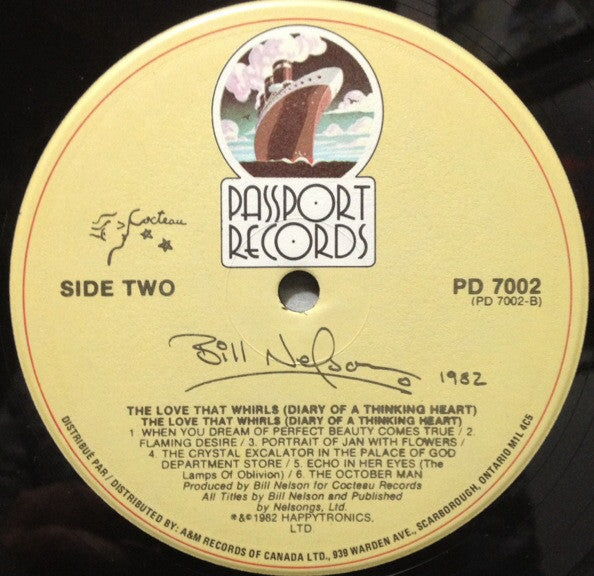 PASSPORT
RECORDS
Cocteau
SIDE TWO
PD 7002
(PD 7002-B)
Bill Nelson
1982
THE LOVE THAT WHIRLS (DIARY OF A THINKING HEART)
THE LOVE THAT WHIRLS (DIARY OF A THINKING HEART)
1 WHEN YOU DREAM OF PERFECT BEAUTY COMES TRUE / 2.
FLAMING DESIRE / 3. PORTRAIT OF JAN WITH FLOWERS /
4. THE CRYSTAL EXCALATOR IN THE PALACE OF GOD
DEPARTMENT STORE / 5. ECHO IN HER EYES (The
Lamps Of Oblivion) / 6. THE OCTOBER MAN
Produced by Bill Nelson for Cocteau Records
All Titles by Bill Nelson and Published
by Nelsongs, Ltd.
℗&©1982 HAPPYTRONICS,
LTD.
DISTRIBUÉ PAR / DISTRIBUTED BY: A&M RECORDS OF CANADA LTD., 939 WARDEN AVE., SCARBOROUGH, ONTARIO M1L 4C5